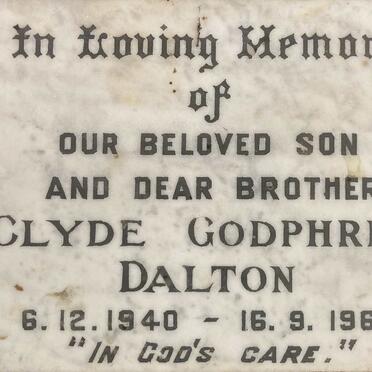 In Loving Memor
of
OUR BELOVED SON
AND DEAR BROTHER
CLYDE GODPHR
DALTON
6.12.1940 – 16.9.196
"IN GOD'S CARE."